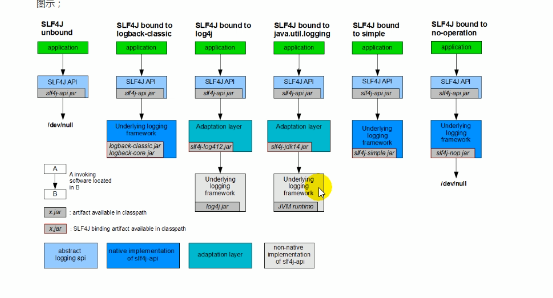 图示；
SLF4J unbound
SLF4J bound to logback-classic
SLF4J bound to log4j
SLF4J bound to java.util.logging
SLF4J bound to simple
SLF4J bound to no-operation
application
application
application
application
application
application
SLF4J API
slf4j-api.jar
SLF4J API
slf4j-api.jar
SLF4J API
slf4j-api.jar
SLF4J API
slf4j-api.jar
SLF4J API
slf4j-api.jar
SLF4J API
slf4j-api.jar
/dev/null
Underlying logging framework
logback-classic.jar
logback-core.jar
Adaptation layer
slf4j-log412.jar
Adaptation layer
slf4j-jdk14.jar
Underlying logging framework
slf4j-simple.jar
Underlying logging framework
slf4j-nop.jar
Underlying logging framework
log4j.jar
Underlying logging framework
JVM runtime
/dev/null
A
B
A invoking software located in B
x.jar
: artifact available in classpath
x.jar
: SLF4J binding artifact available in classpath
abstract logging api
native implementation of slf4j-api
adaptation layer
non-native implementation of slf4j-api